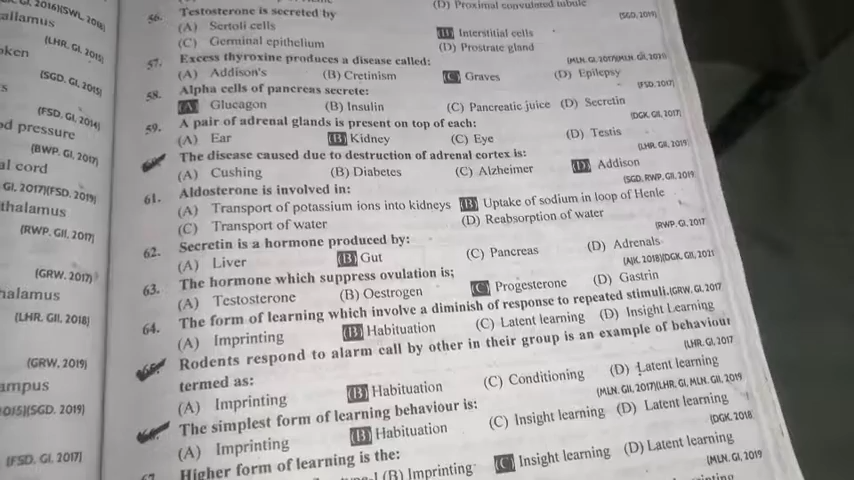 GI, 2016)(SWL, 2018)
allamus
(LHR. GI, 2015)
oken
(SGD. GI, 2015)
s
(FSD. GI, 2014)
od pressure
(BWP. GI, 2017)
al cord
GI, 2017)(FSD. 2019)
thalamus
(RWP. GII, 2017)
(GRW. 2017)
halamus
(LHR. GII, 2018)
(GRW. 2019)
ampus
2015)(SGD. 2019)
(FSD. GI, 2017)
(D) Proximal convoluted tubule
56. Testosterone is secreted by (SGD, 2019)
(A) Sertoli cells (B) Interstitial cells
(C) Germinal epithelium (D) Prostrate gland
57. Excess thyroxine produces a disease called: (MLN. GI, 2017)(MLN. GII, 2021)
(A) Addison's (B) Cretinism (C) Graves (D) Epilepsy
58. Alpha cells of pancreas secrete: (FSD. 2017)
(A) Glucagon (B) Insulin (C) Pancreatic juice (D) Secretin
59. A pair of adrenal glands is present on top of each: (DGK. GII, 2017)
(A) Ear (B) Kidney (C) Eye (D) Testis
The disease caused due to destruction of adrenal cortex is: (LHR. GI, 2019)
(A) Cushing (B) Diabetes (C) Alzheimer (D) Addison
61. Aldosterone is involved in: (SGD. RWP. GII, 2019
(A) Transport of potassium ions into kidneys (B) Uptake of sodium in loop of Henle
(C) Transport of water (D) Reabsorption of water
62. Secretin is a hormone produced by: (RWP. GI, 2017
(A) Liver (B) Gut (C) Pancreas (D) Adrenals
63. The hormone which suppress ovulation is; (AJK. 2018)(DGK. GII, 2021
(A) Testosterone (B) Oestrogen (C) Progesterone (D) Gastrin
64. The form of learning which involve a diminish of response to repeated stimuli.(GRW. GI, 2017
(A) Imprinting (B) Habituation (C) Latent learning (D) Insight Learning
Rodents respond to alarm call by other in their group is an example of behaviour
termed as: (LHR. GI, 2017
(A) Imprinting (B) Habituation (C) Conditioning (D) Latent learning
The simplest form of learning behaviour is: (MLN. GII, 2017)(LHR. GI, MLN. GII, 2019
(A) Imprinting (B) Habituation (C) Insight learning (D) Latent learning
67 Higher form of learning is the: (DGK. 2018
(B) Imprinting (C) Insight learning (D) Latent learning
(MLN. GI, 2019